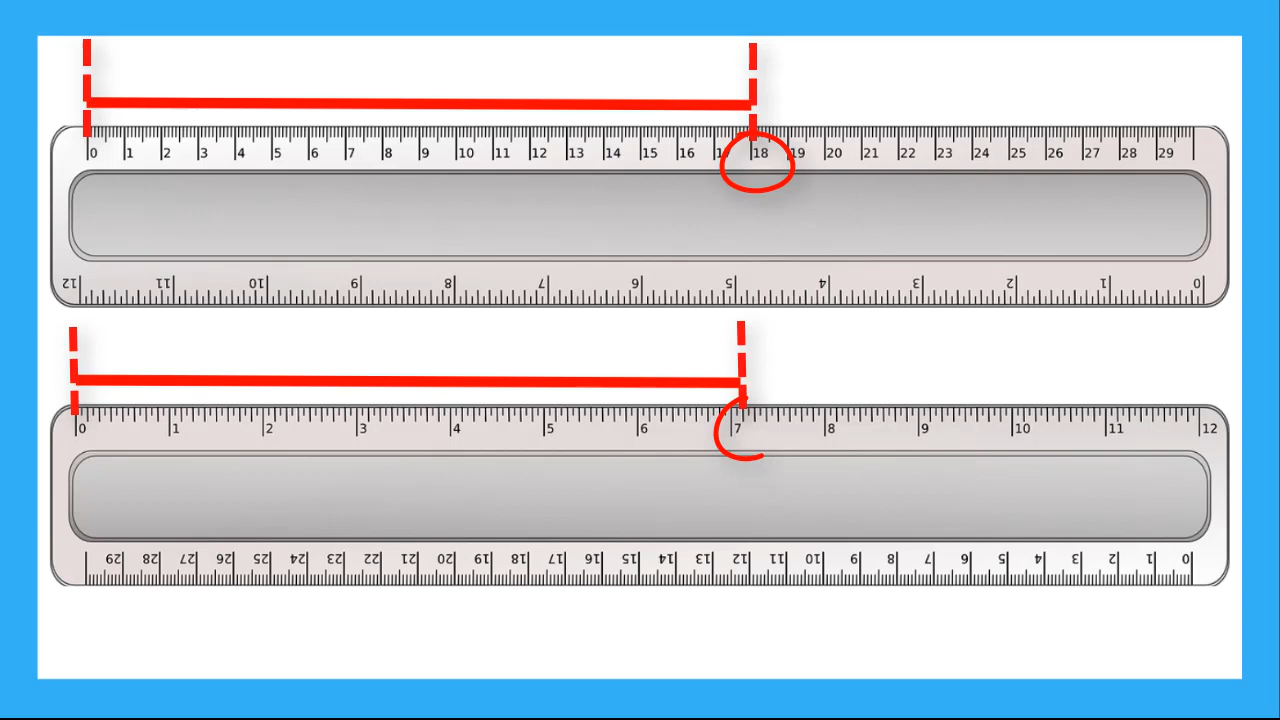 0 1 2 3 4 5 6 7 8 9 10 11 12 13 14 15 16 18 19 20 21 22 23 24 25 26 27 28 29
12 11 10 9 8 7 6 5 4 3 2 1 0
0 1 2 3 4 5 6 7 8 9 10 11 12
29 28 27 26 25 24 23 22 21 20 19 18 17 16 15 14 13 12 11 10 9 8 7 6 5 4 3 2 1 0